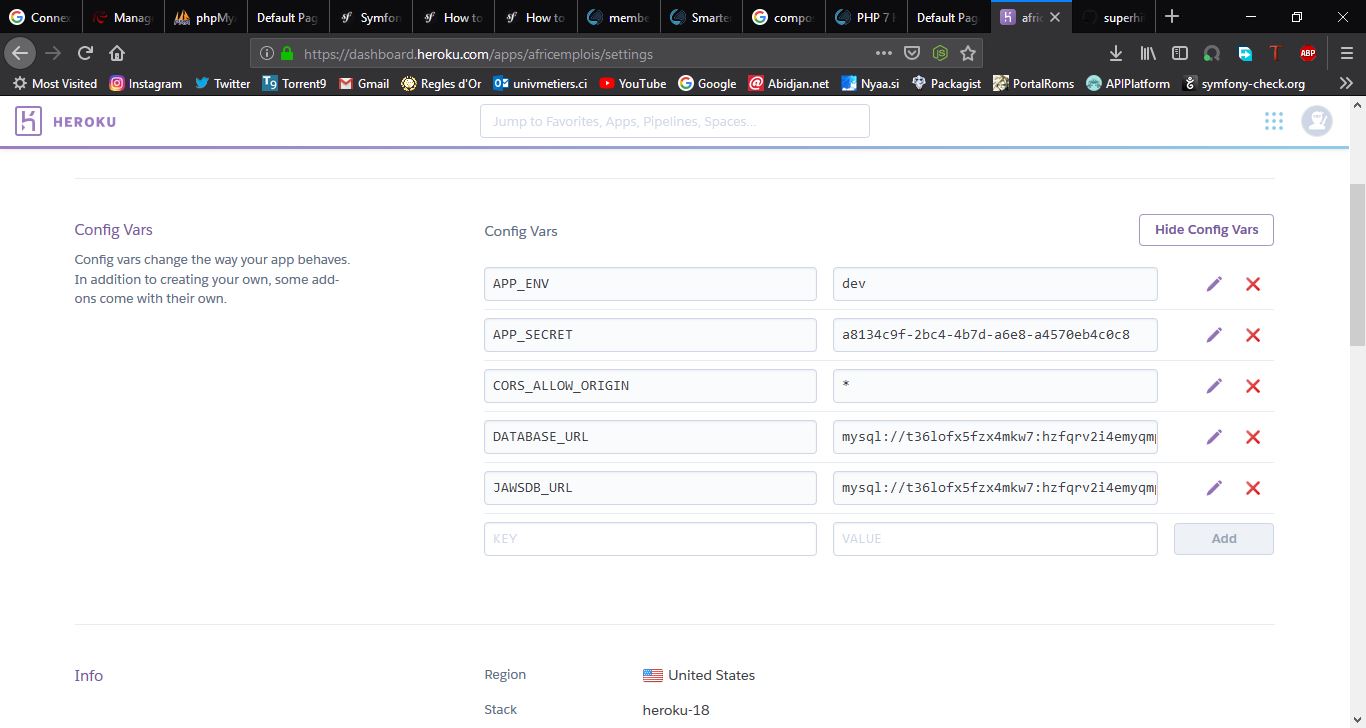 Connex
Manag
phpMyA
Default Pag
Symfon
How to
How to
membe
Smarte
compos
PHP 7
Default Pag
afric
superhi
https://dashboard.heroku.com/apps/africemplois/settings
Most Visited
Instagram
Twitter
Torrent9
Gmail
Regles d'Or
univmetiers.ci
YouTube
Google
Abidjan.net
Nyaa.si
Packagist
PortalRoms
APIPlatform
symfony-check.org
HEROKU
Jump to Favorites, Apps, Pipelines, Spaces...
Config Vars
Config vars change the way your app behaves.
In addition to creating your own, some add-
ons come with their own.
Config Vars
Hide Config Vars
APP_ENV
dev
APP_SECRET
a8134c9f-2bc4-4b7d-a6e8-a4570eb4c0c8
CORS_ALLOW_ORIGIN
*
DATABASE_URL
mysql://t36lofx5fzx4mkw7:hzfqrv2i4emyqmp
JAWSDB_URL
mysql://t36lofx5fzx4mkw7:hzfqrv2i4emyqmp
KEY
VALUE
Add
Info
Region
United States
Stack
heroku-18